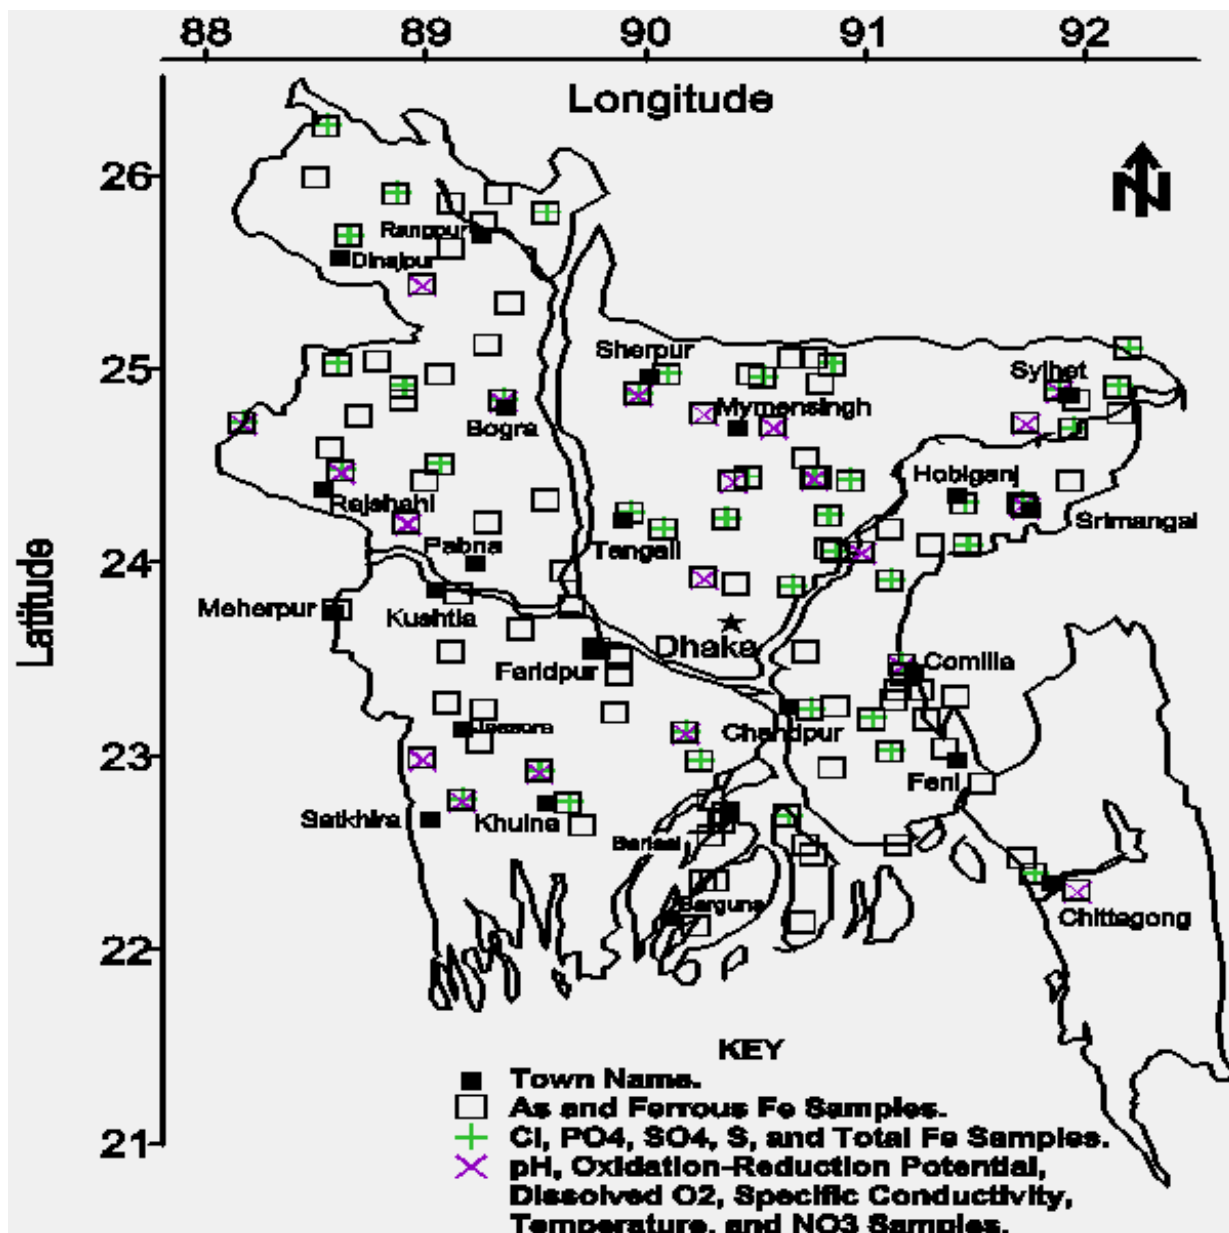 88 89 90 91 92
Longitude
N
26
Rangpur
Dinajpur
25
Sherpur
Sylhet
Mymensingh
Bogra
Hobiganj
Rajshahi
Srimangal
Tangail
Pabna
24
Latitude
Meherpur
Kushtia
Dhaka
Faridpur
Comilla
Jessore
Chandpur
23
Feni
Satkhira
Khulna
Barisal
Barguna
Chittagong
22
KEY
Town Name.
As and Ferrous Fe Samples.
Cl, PO4, SO4, S, and Total Fe Samples.
21
pH, Oxidation-Reduction Potential,
Dissolved O2, Specific Conductivity,
Temperature, and NO3 Samples.